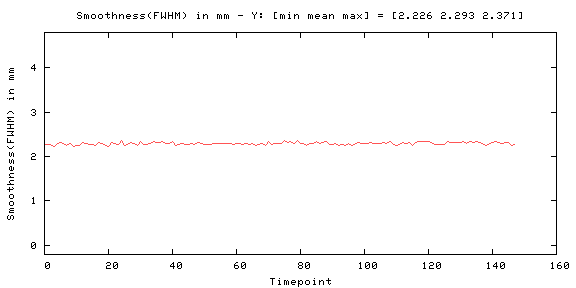 Smoothness(FWHM) in mm - Y: [min mean max] = [2.226 2.293 2.371]
Smoothness(FWHM) in mm
4
3
2
1
0
0 20 40 60 80 100 120 140 160
Timepoint